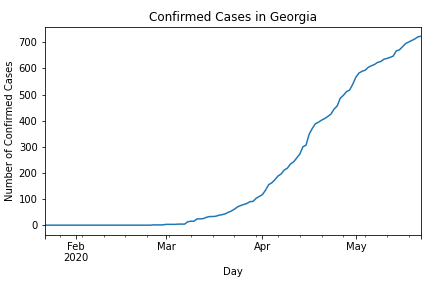 Confirmed Cases in Georgia
Number of Confirmed Cases
700
600
500
400
300
200
100
0
Feb
2020
Mar
Apr
May
Day